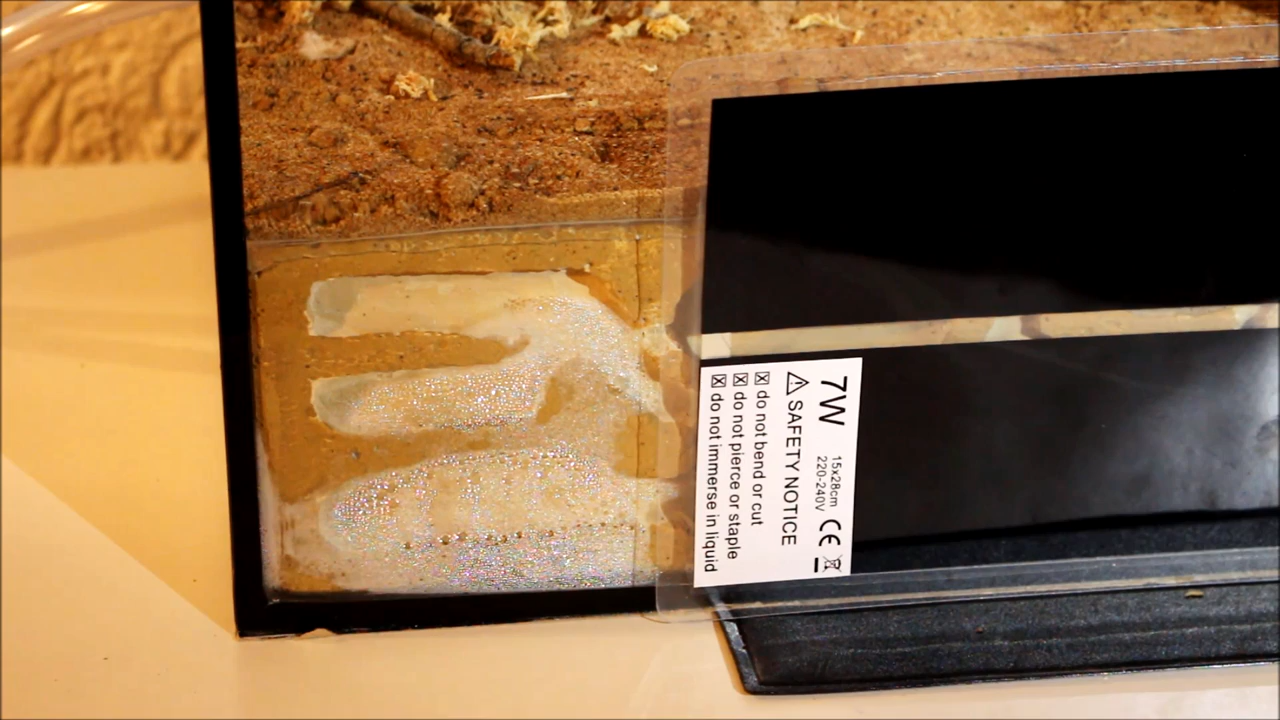 7W 15x28cm
220-240V CE
⚠ SAFETY NOTICE
☒ do not bend or cut
☒ do not pierce or staple
☒ do not immerse in liquid